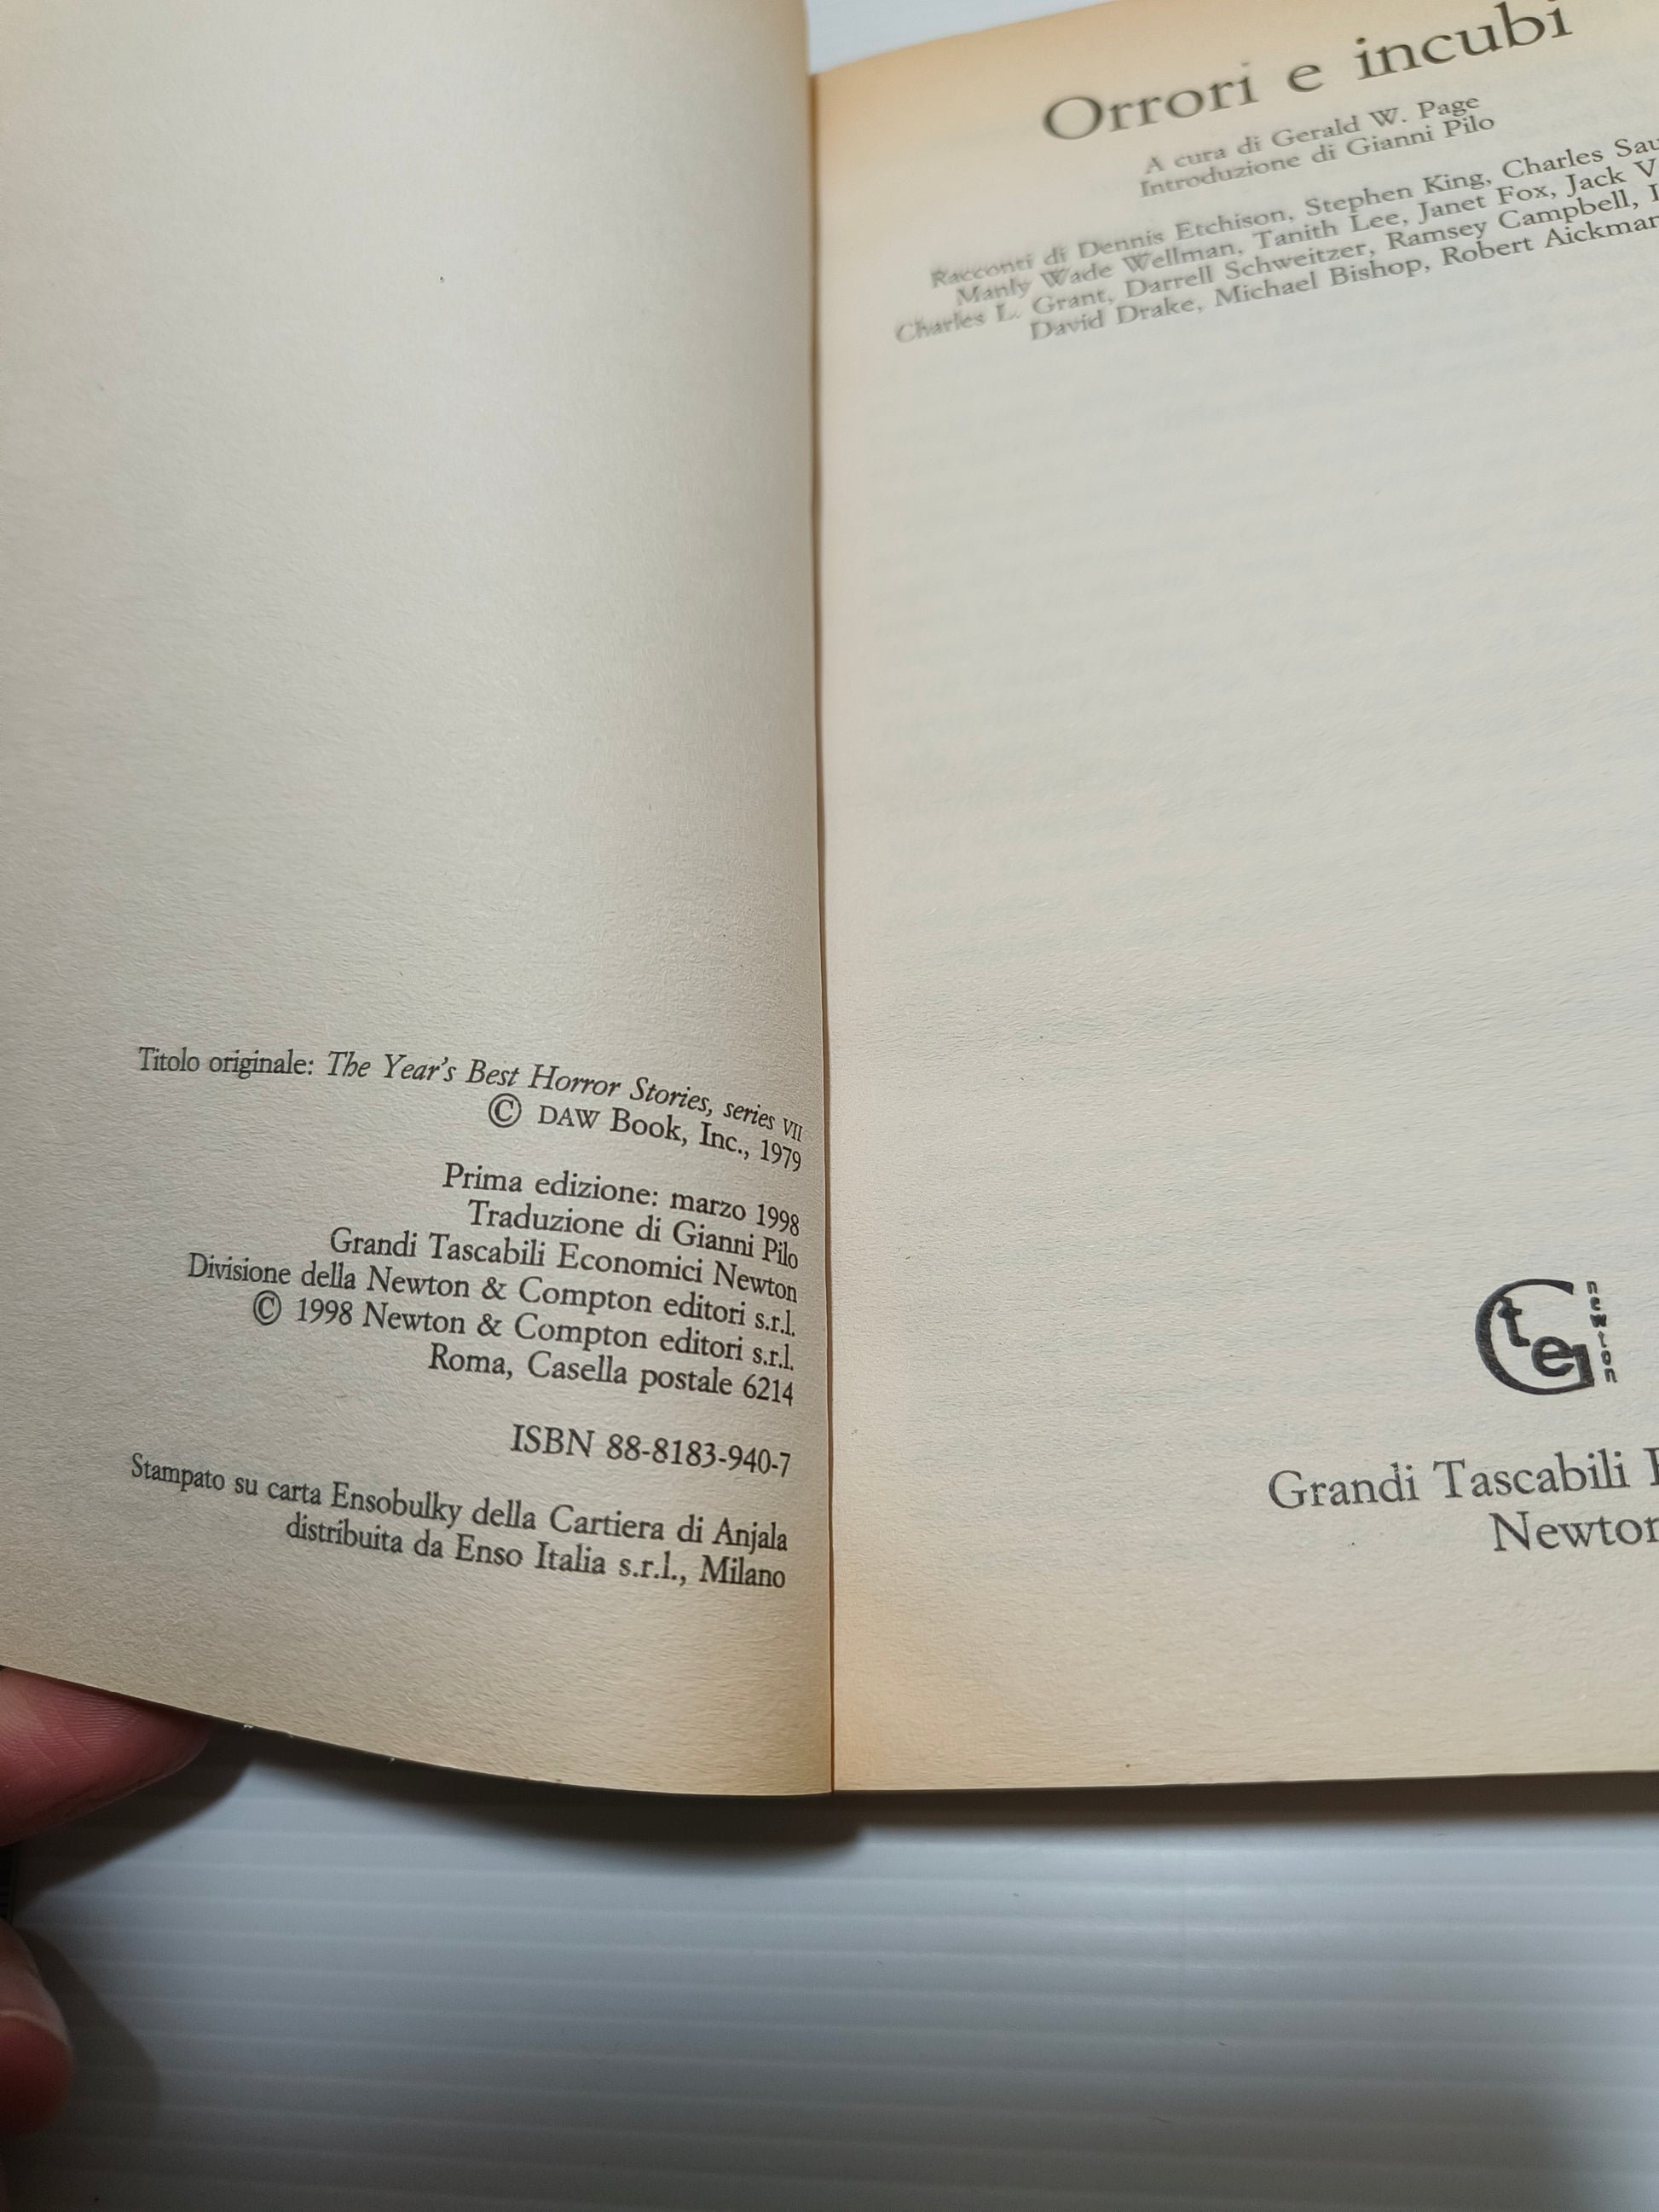 Titolo originale: The Year's Best Horror Stories, series VII
© DAW Book, Inc., 1979
Prima edizione: marzo 1998
Traduzione di Gianni Pilo
Grandi Tascabili Economici Newton
Divisione della Newton & Compton editori s.r.l.
© 1998 Newton & Compton editori s.r.l.
Roma, Casella postale 6214
ISBN 88-8183-940-7
Stampato su carta Ensobulky della Cartiera di Anjala
distribuita da Enso Italia s.r.l., Milano
Orrori e incubi
A cura di Gerald W. Page
Introduzione di Gianni Pilo
Racconti di Dennis Etchison, Stephen King, Charles
Manly Wade Wellman, Tanith Lee, Janet Fox, Jack
Charles L. Grant, Darrell Schweitzer, Ramsey Campbell,
David Drake, Michael Bishop, Robert Aickman
Gte
newton
Grandi Tascabili
Newton